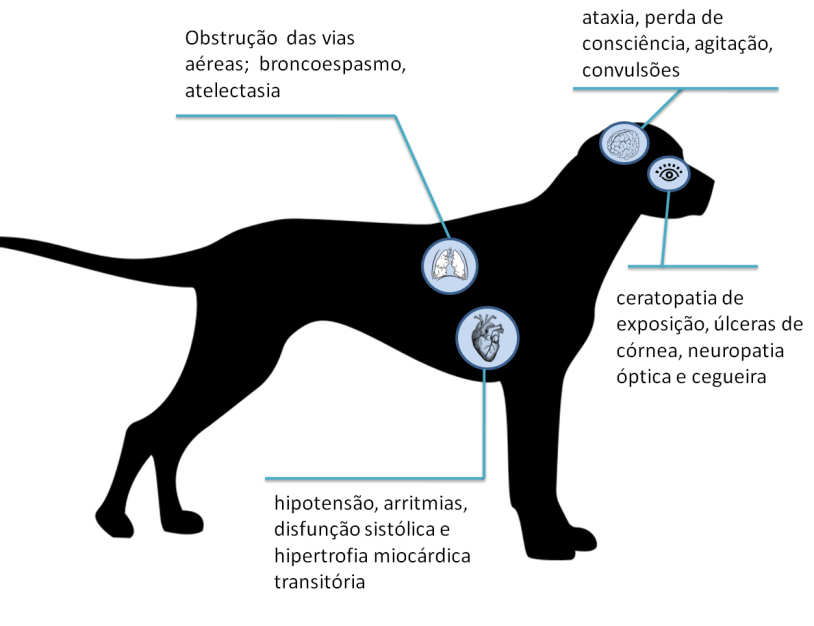 ataxia, perda de
consciência, agitação,
convulsões
Obstrução das vias
aéreas; broncoespasmo,
atelectasia
ceratopatia de
exposição, úlceras de
córnea, neuropatia
óptica e cegueira
hipotensão, arritmias,
disfunção sistólica e
hipertrofia miocárdica
transitória